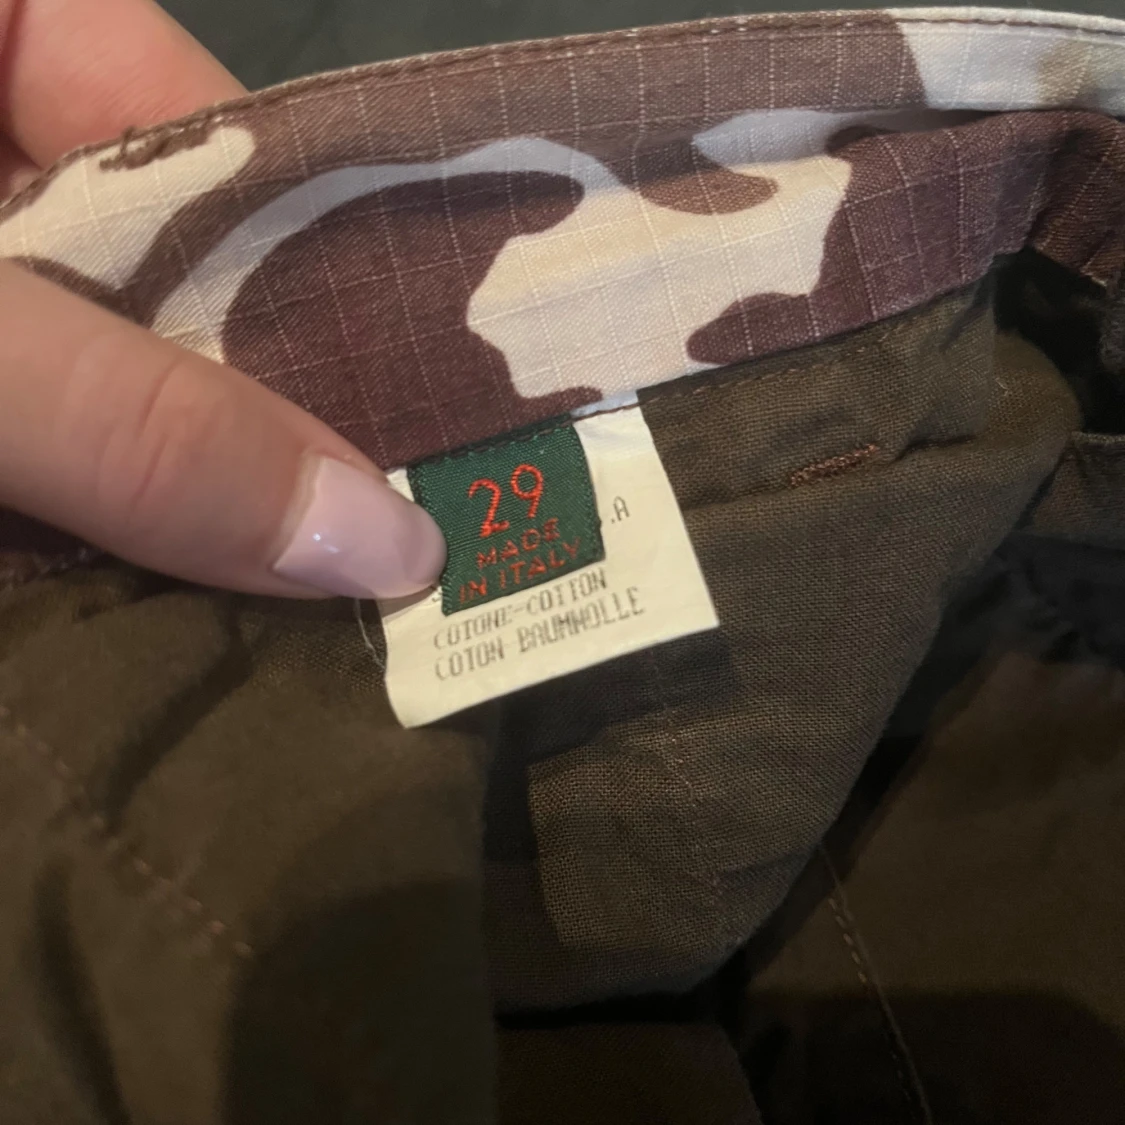 29
MADE
IN ITALY
.A
COTONE-COTTON
COTON-BAUMWOLLE